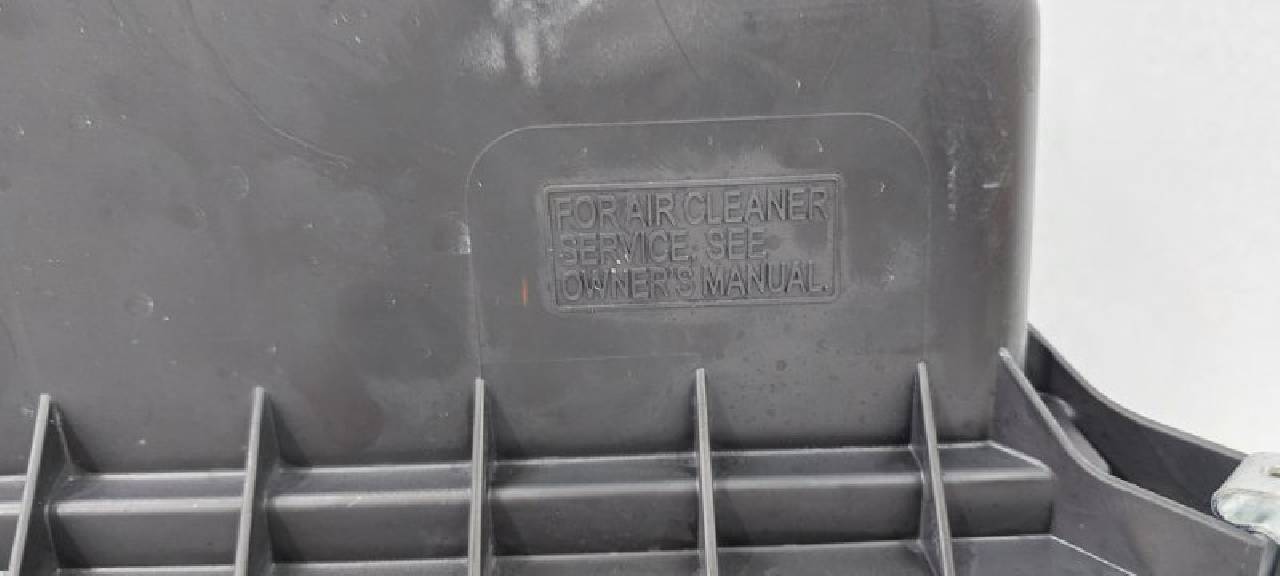 FOR AIR CLEANER
SERVICE, SEE
OWNER'S MANUAL.